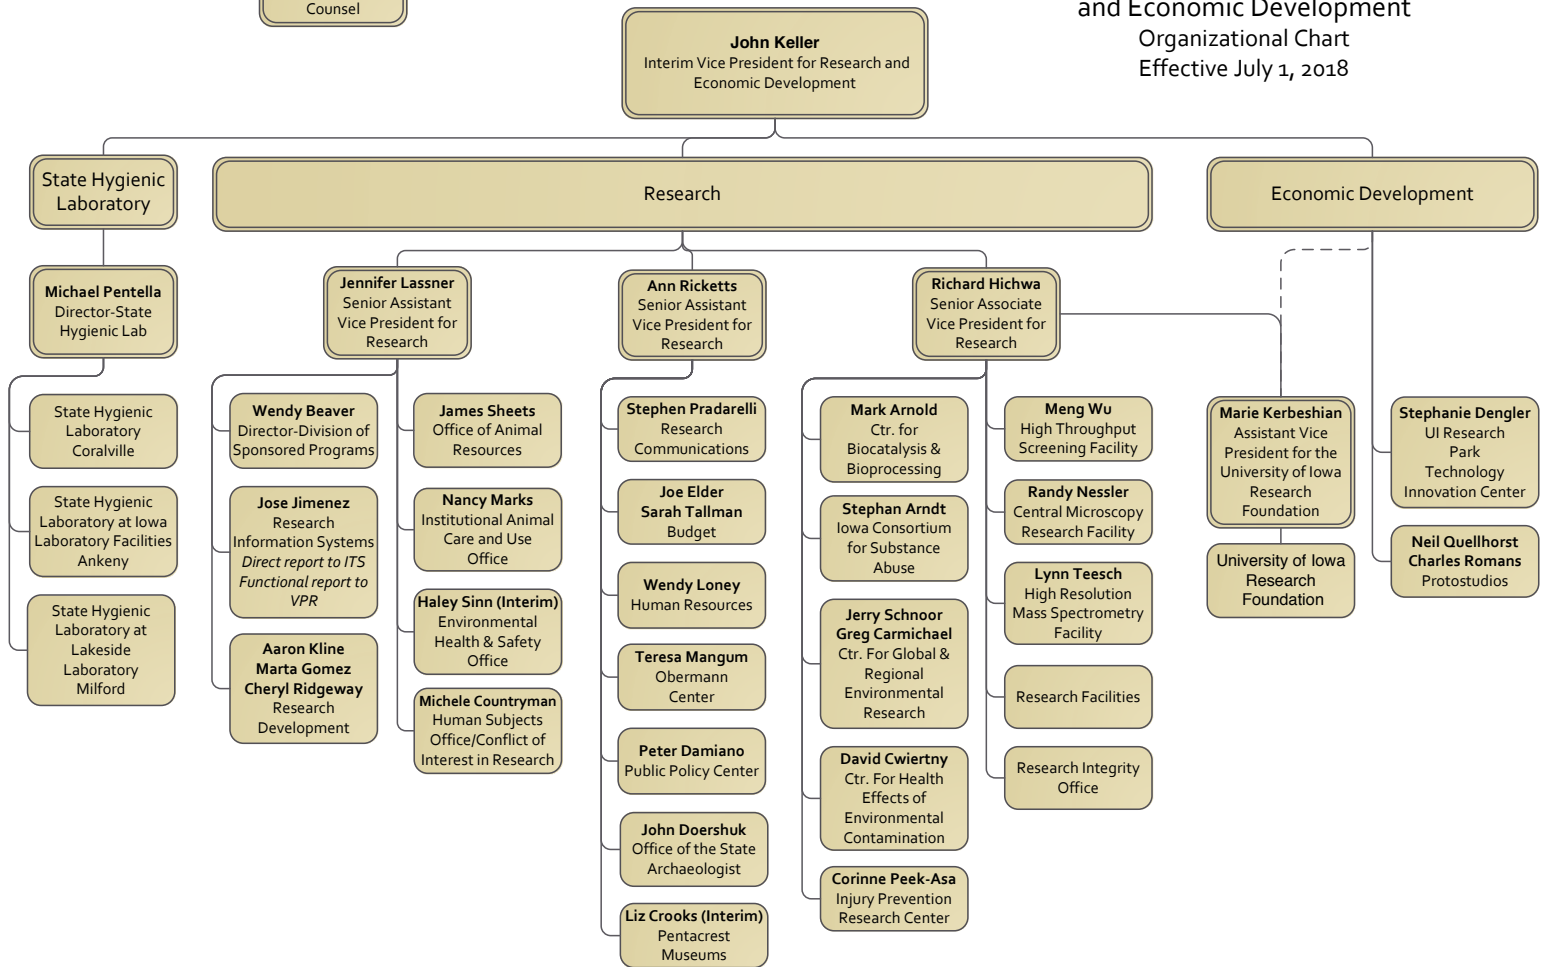 Counsel
and Economic Development
Organizational Chart
Effective July 1, 2018
John Keller
Interim Vice President for Research and
Economic Development
State Hygienic
Laboratory
Research
Economic Development
Michael Pentella
Director-State
Hygienic Lab
Jennifer Lassner
Senior Assistant
Vice President for
Research
Ann Ricketts
Senior Assistant
Vice President for
Research
Richard Hichwa
Senior Associate
Vice President for
Research
State Hygienic
Laboratory
Coralville
State Hygienic
Laboratory at Iowa
Laboratory Facilities
Ankeny
State Hygienic
Laboratory at
Lakeside
Laboratory
Milford
Wendy Beaver
Director-Division of
Sponsored Programs
Jose Jimenez
Research
Information Systems
Direct report to ITS
Functional report to
VPR
Aaron Kline
Marta Gomez
Cheryl Ridgeway
Research
Development
James Sheets
Office of Animal
Resources
Nancy Marks
Institutional Animal
Care and Use
Office
Haley Sinn (Interim)
Environmental
Health & Safety
Office
Michele Countryman
Human Subjects
Office/Conflict of
Interest in Research
Stephen Pradarelli
Research
Communications
Joe Elder
Sarah Tallman
Budget
Wendy Loney
Human Resources
Teresa Mangum
Obermann
Center
Peter Damiano
Public Policy Center
John Doershuk
Office of the State
Archaeologist
Liz Crooks (Interim)
Pentacrest
Museums
Mark Arnold
Ctr. for
Biocatalysis &
Bioprocessing
Stephan Arndt
Iowa Consortium
for Substance
Abuse
Jerry Schnoor
Greg Carmichael
Ctr. For Global &
Regional
Environmental
Research
David Cwiertny
Ctr. For Health
Effects of
Environmental
Contamination
Corinne Peek-Asa
Injury Prevention
Research Center
Meng Wu
High Throughput
Screening Facility
Randy Nessler
Central Microscopy
Research Facility
Lynn Teesch
High Resolution
Mass Spectrometry
Facility
Research Facilities
Research Integrity
Office
Marie Kerbeshian
Assistant Vice
President for the
University of Iowa
Research
Foundation
University of Iowa
Research
Foundation
Stephanie Dengler
UI Research
Park
Technology
Innovation Center
Neil Quellhorst
Charles Romans
Protostudios